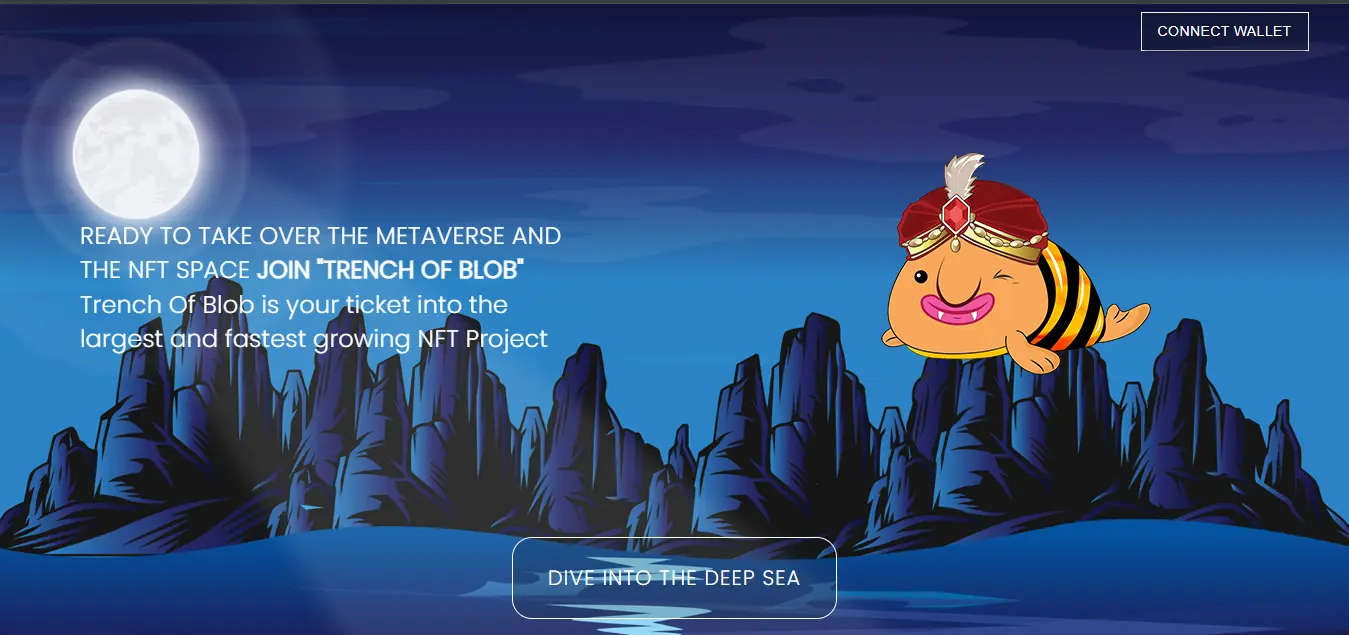 CONNECT WALLET
READY TO TAKE OVER THE METAVERSE AND
THE NFT SPACE JOIN "TRENCH OF BLOB"
Trench Of Blob is your ticket into the
largest and fastest growing NFT Project
DIVE INTO THE DEEP SEA